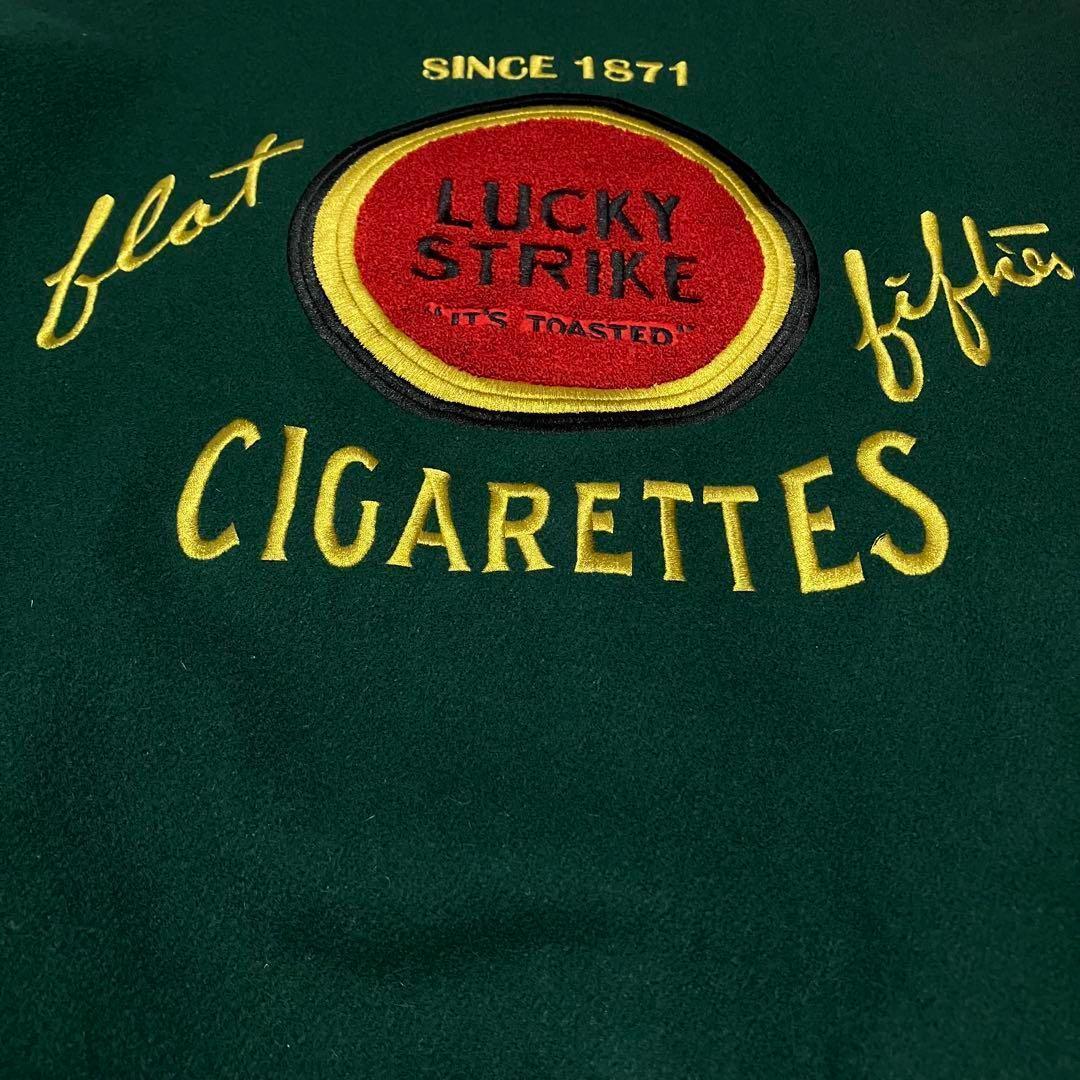 SINCE 1871
flat
LUCKY
STRIKE
"IT'S TOASTED"
fifties
CIGARETTES